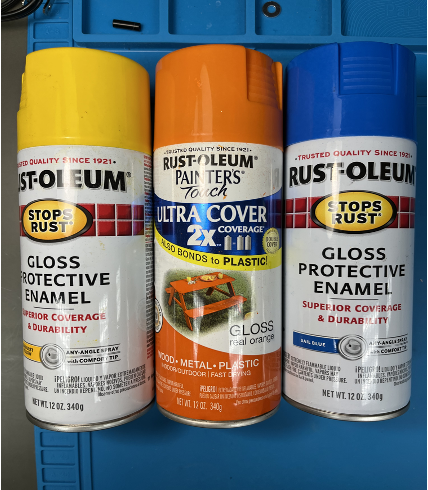 TRUSTED QUALITY SINCE 1921
UST-OLEUM®
STOPS
RUST®
GLOSS
PROTECTIVE
ENAMEL
SUPERIOR COVERAGE
& DURABILITY
ANY-ANGLE SPRAY
with COMFORT TIP
NET WT. 12 OZ. 340g
TRUSTED QUALITY SINCE 1921
RUST-OLEUM®
PAINTER'S
Touch
ULTRA COVER
2X COVERAGE
DOUBLE
COVER
ALSO BONDS to PLASTIC!
GLOSS
real orange
WOOD • METAL • PLASTIC
INDOOR/OUTDOOR | FAST DRYING
NET WT. 12 OZ. 340g
TRUSTED QUALITY SINCE 1921
RUST-OLEUM
STOPS
RUST®
GLOSS
PROTECTIVE
ENAMEL
SUPERIOR COVERAGE
& DURABILITY
SAIL BLUE
ANY-ANGLE SPRAY
with COMFORT TIP
NET WT. 12 OZ. 340g